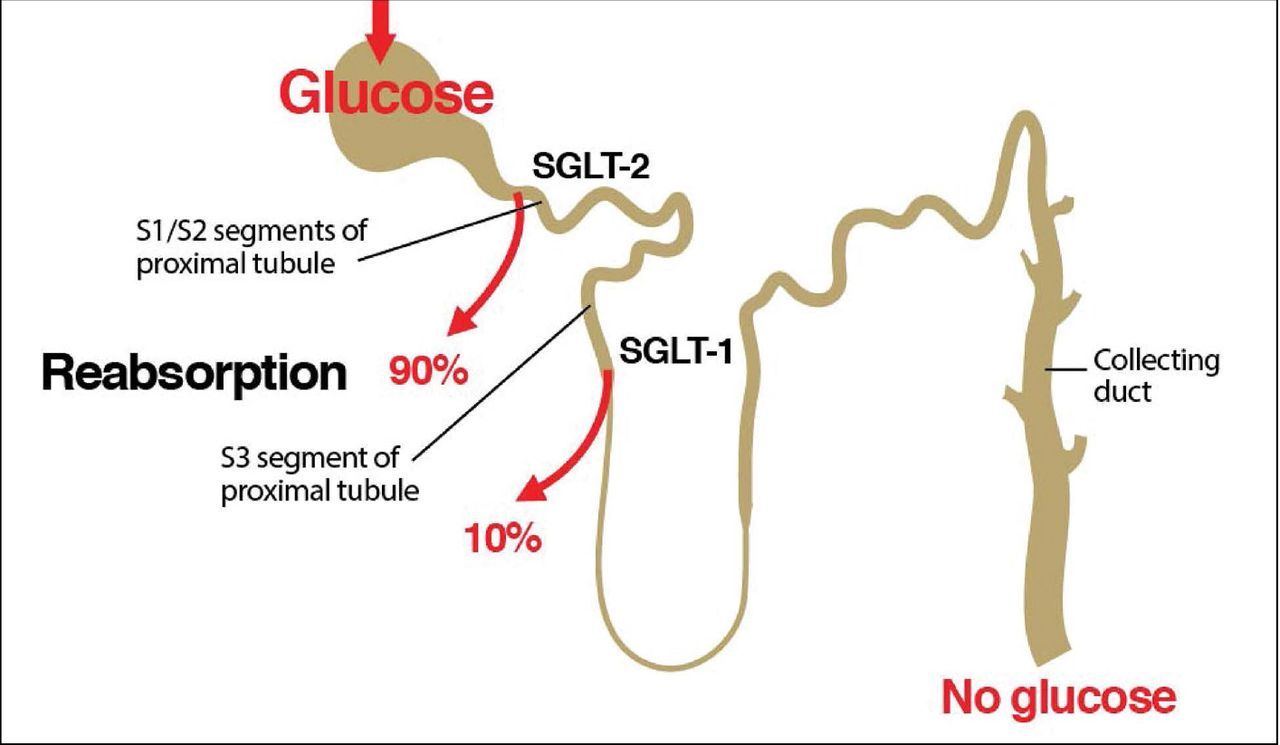 Glucose
SGLT-2
S1/S2 segments of
proximal tubule
Reabsorption
90%
SGLT-1
Collecting
duct
S3 segment of
proximal tubule
10%
No glucose